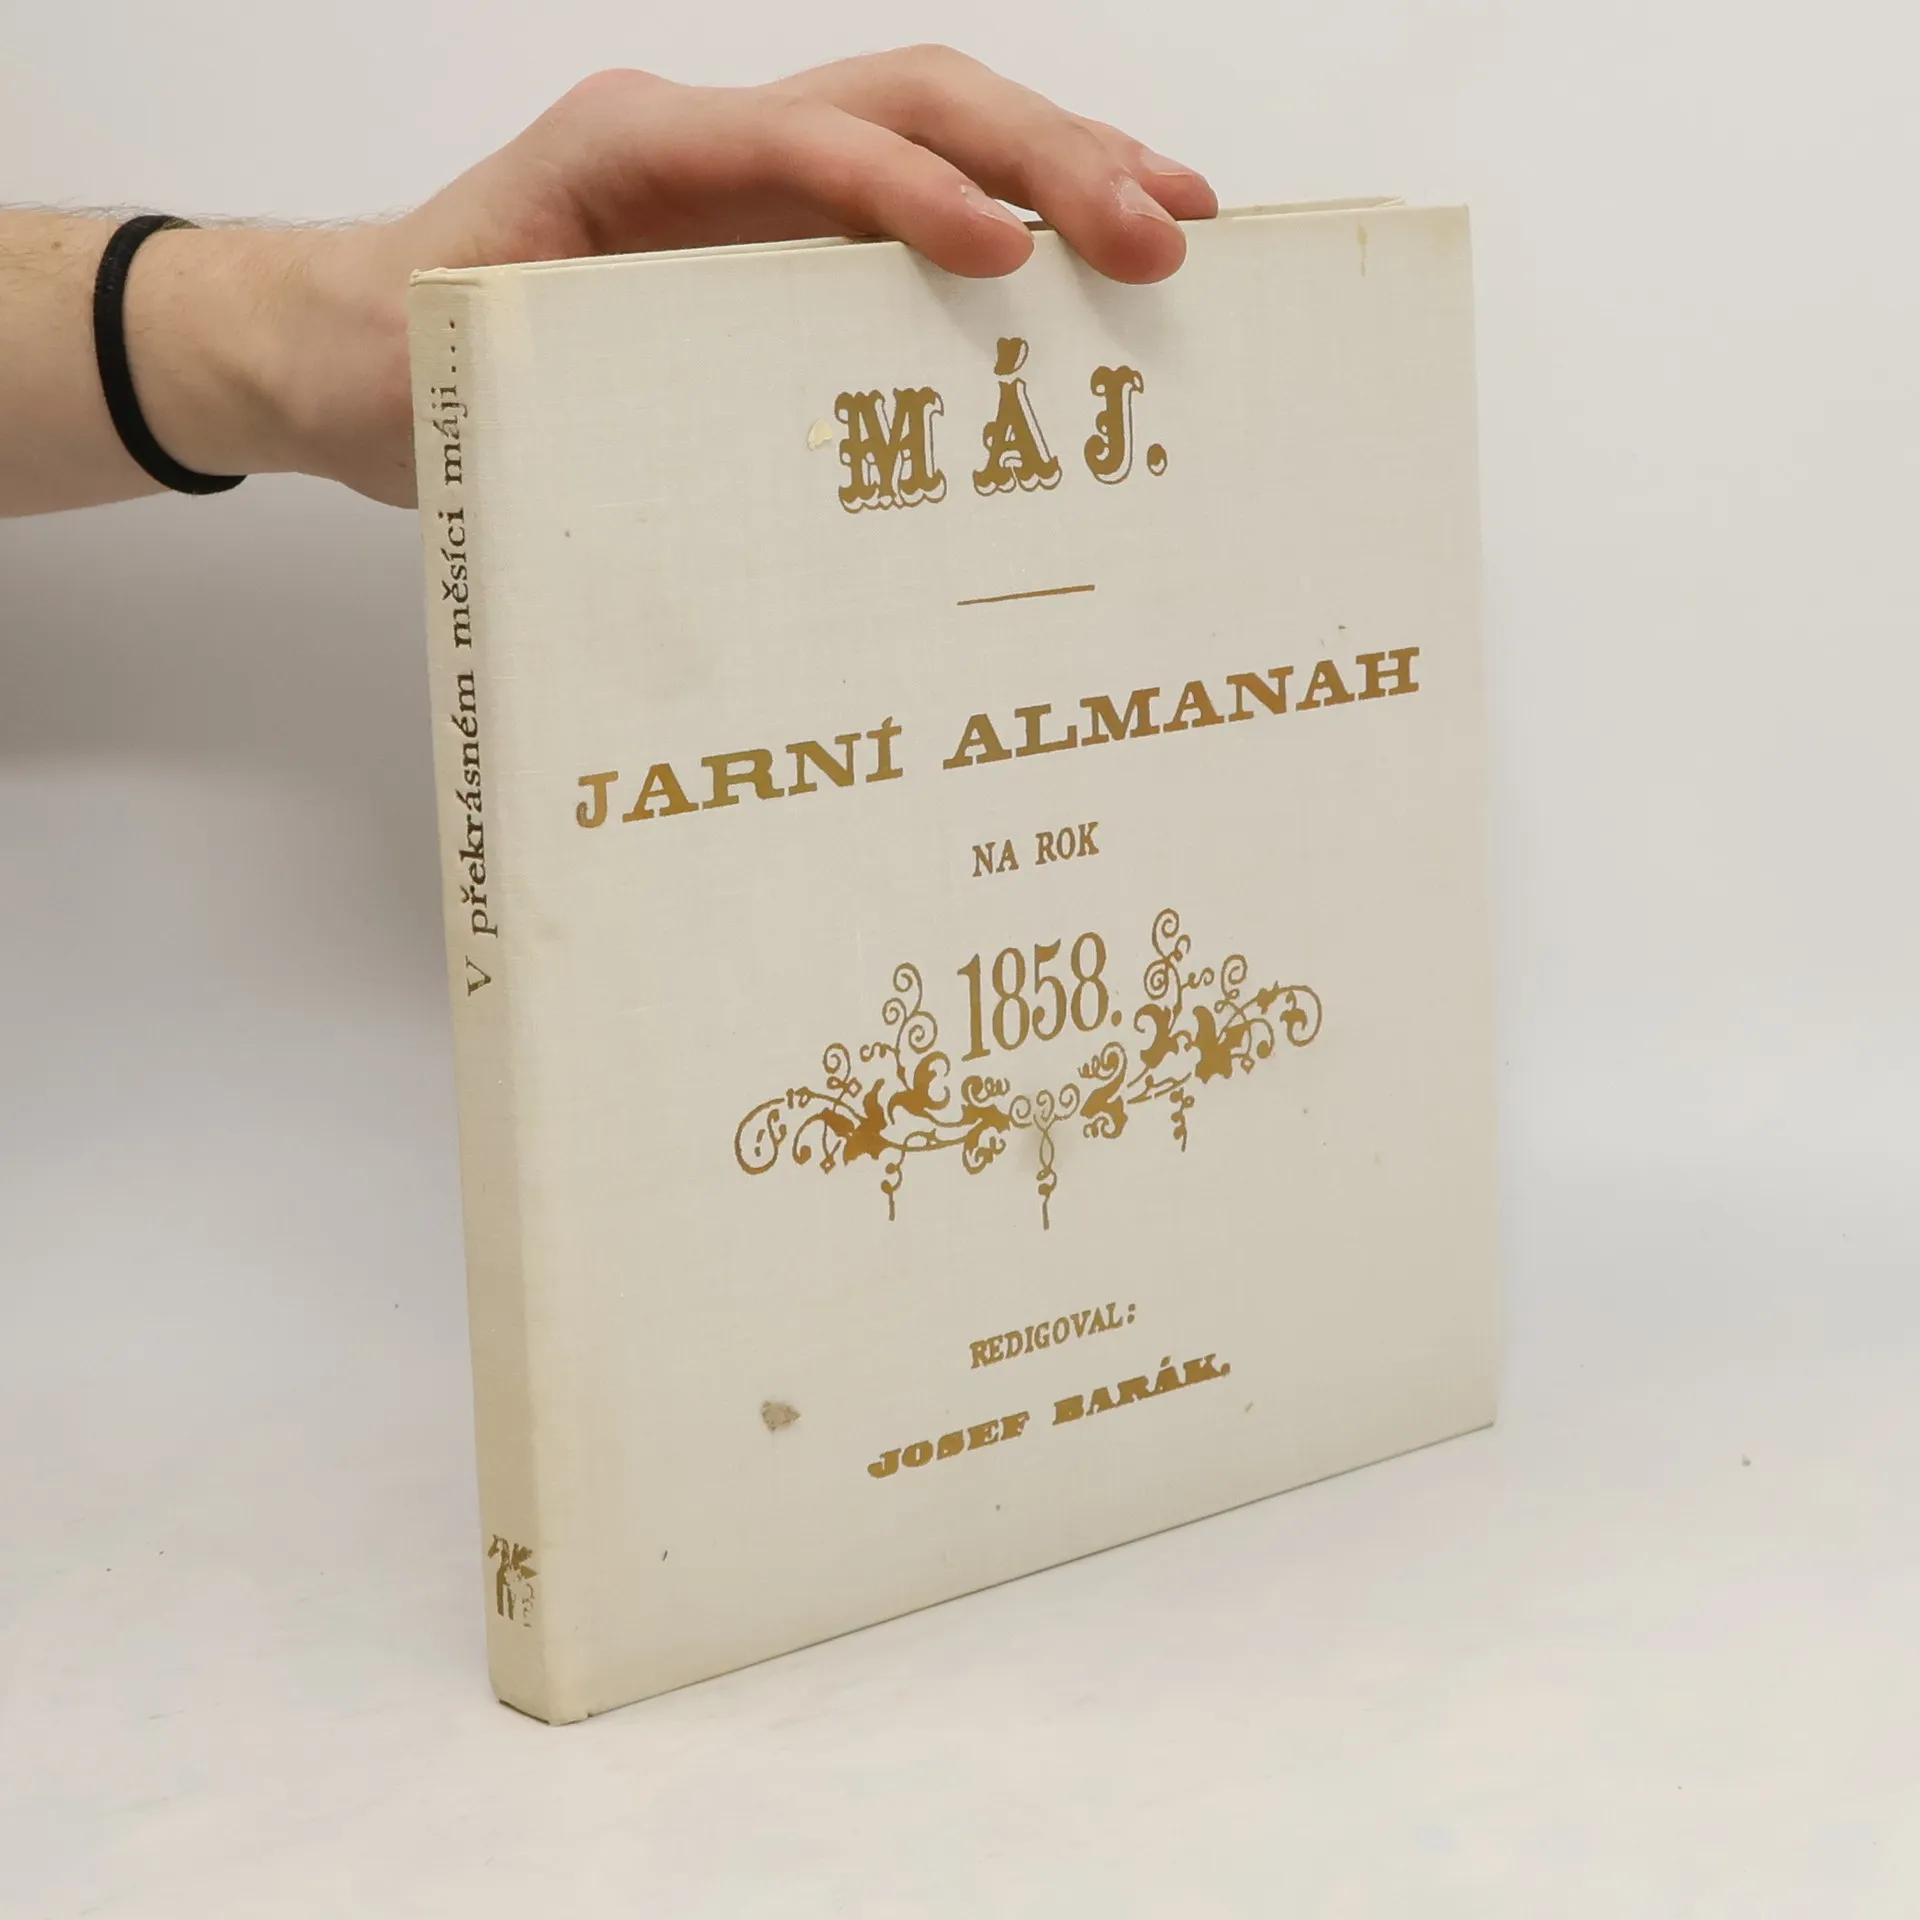 V překrásném měsíci máji...
MÁJ.
JARNÍ ALMANAH
NA ROK
1858.
REDIGOVAL:
JOSEF BARÁK.